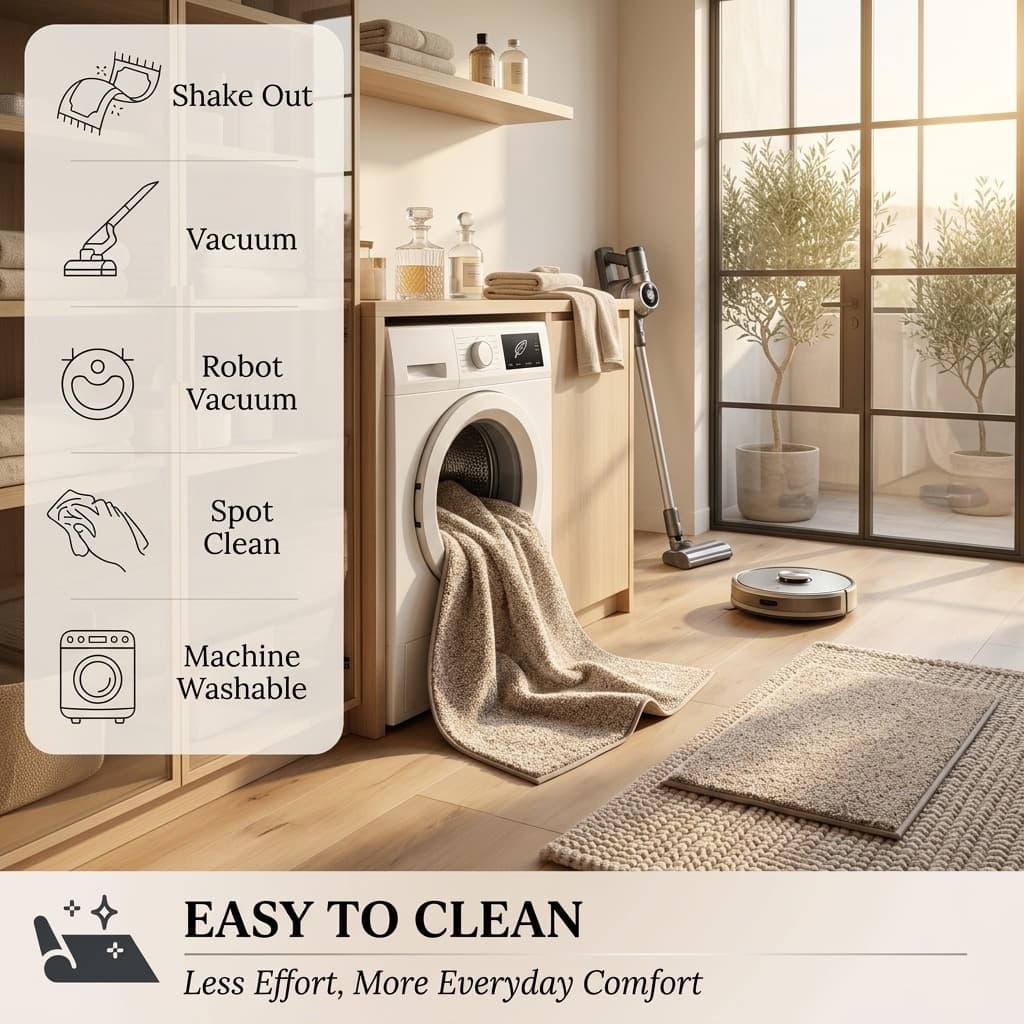 Shake Out
Vacuum
Robot
Vacuum
Spot
Clean
Machine
Washable
EASY TO CLEAN
Less Effort, More Everyday Comfort